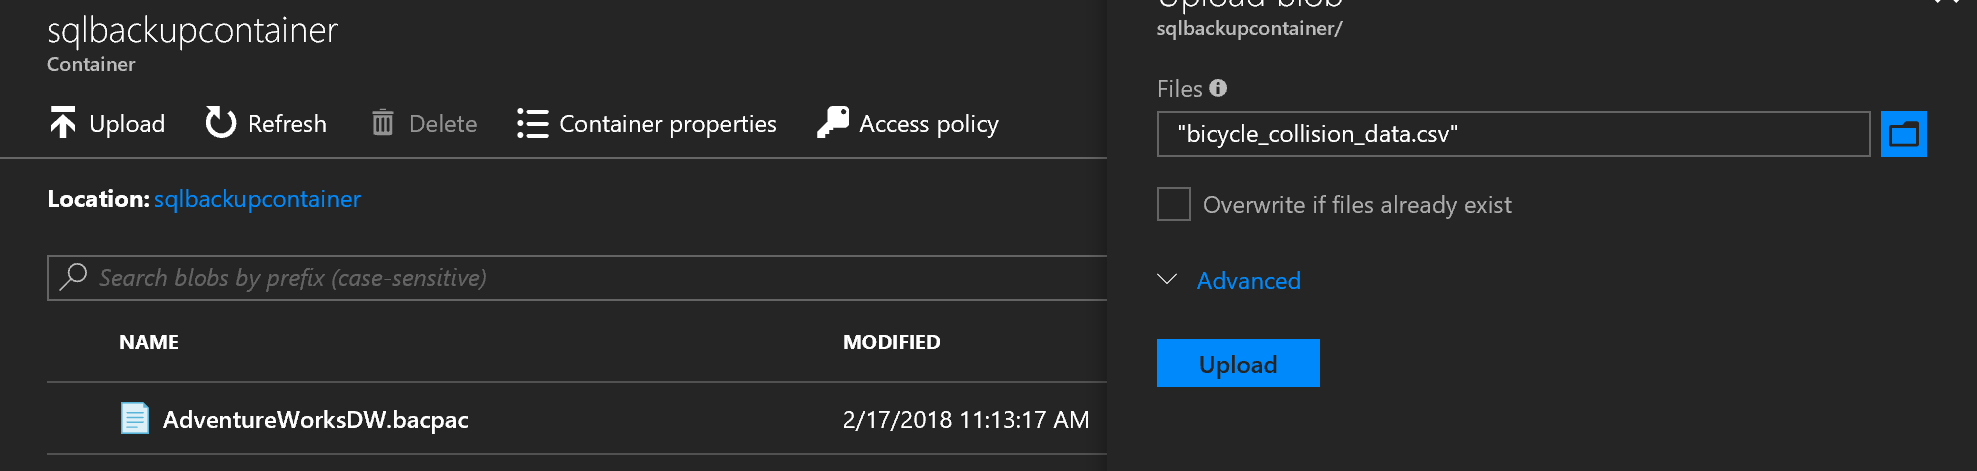 sqlbackupcontainer
Container
Upload Refresh Delete Container properties Access policy
Location: sqlbackupcontainer
Search blobs by prefix (case-sensitive)
NAME MODIFIED
AdventureWorksDW.bacpac 2/17/2018 11:13:17 AM
Upload blob
sqlbackupcontainer/
Files
"bicycle_collision_data.csv"
Overwrite if files already exist
Advanced
Upload